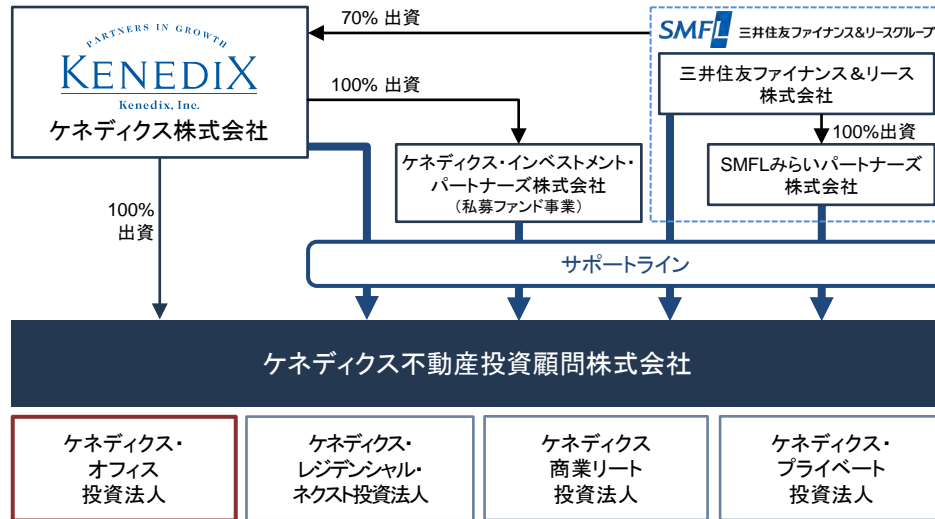 PARTNERS IN GROWTH
KENEDIX
Kenedix, Inc.
ケネディクス株式会社
70% 出資
SMFL 三井住友ファイナンス&リースグループ
三井住友ファイナンス&リース
株式会社
100% 出資
100%出資
ケネディクス・インベストメント・
パートナーズ株式会社
(私募ファンド事業)
SMFLみらいパートナーズ
株式会社
100%
出資
サポートライン
ケネディクス不動産投資顧問株式会社
ケネディクス・
オフィス
投資法人
ケネディクス・
レジデンシャル・
ネクスト投資法人
ケネディクス
商業リート
投資法人
ケネディクス・
プライベート
投資法人